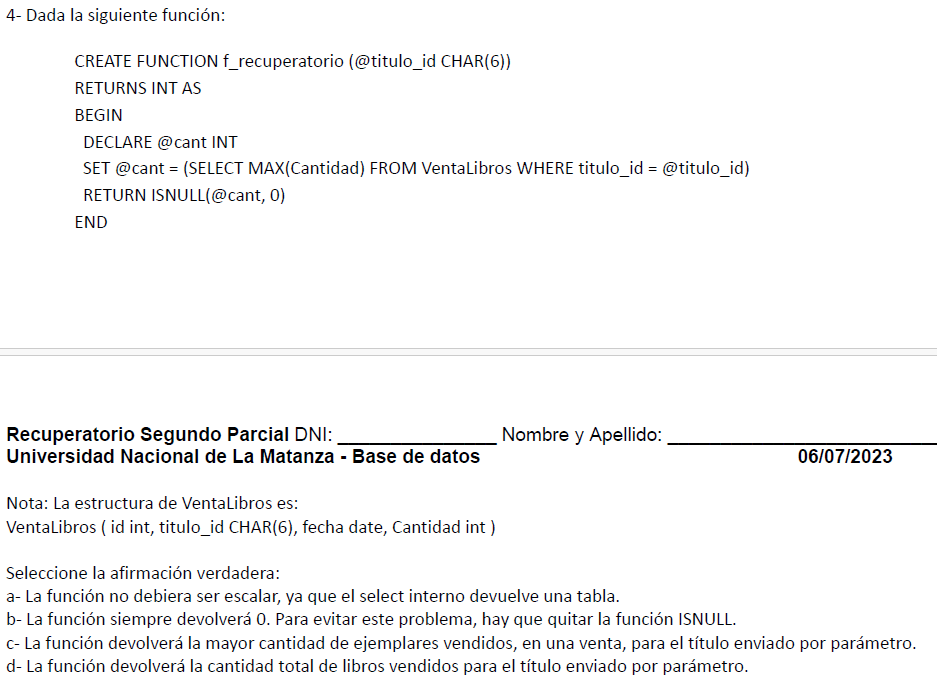 4- Dada la siguiente función:
CREATE FUNCTION f_recuperatorio (@titulo_id CHAR(6))
RETURNS INT AS
BEGIN
DECLARE @cant INT
SET @cant = (SELECT MAX(Cantidad) FROM VentaLibros WHERE titulo_id = @titulo_id)
RETURN ISNULL(@cant, 0)
END
Recuperatorio Segundo Parcial DNI: _______________ Nombre y Apellido: _________________________
Universidad Nacional de La Matanza - Base de datos 06/07/2023
Nota: La estructura de VentaLibros es:
VentaLibros ( id int, titulo_id CHAR(6), fecha date, Cantidad int )
Seleccione la afirmación verdadera:
a- La función no debiera ser escalar, ya que el select interno devuelve una tabla.
b- La función siempre devolverá 0. Para evitar este problema, hay que quitar la función ISNULL.
c- La función devolverá la mayor cantidad de ejemplares vendidos, en una venta, para el título enviado por parámetro.
d- La función devolverá la cantidad total de libros vendidos para el título enviado por parámetro.